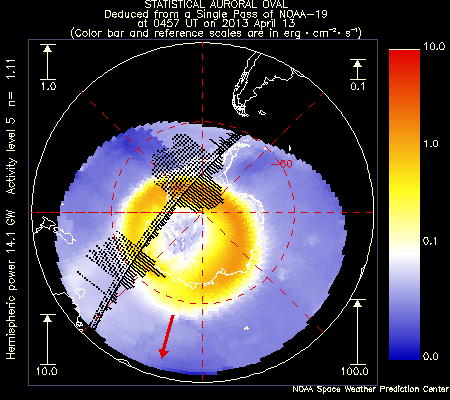 STATISTICAL AURORAL OVAL
Deduced from a Single Pass of NOAA-19
at 0457 UT on 2013 April 13
(Color bar and reference scales are in erg · cm⁻² · s⁻¹)
1.0
0.1
10.0
1.0
0.1
0.0
-60
Hemispheric power 14.1 GW Activity level 5 n= 1.11
10.0
100.0
NOAA Space Weather Prediction Center